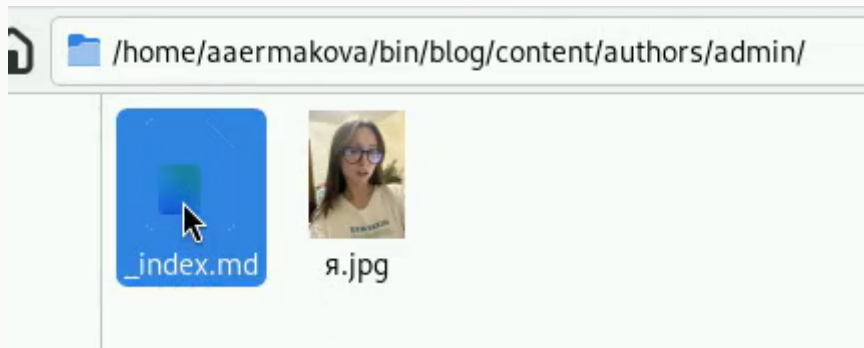 /home/aaermakova/bin/blog/content/authors/admin/
_index.md
я.jpg